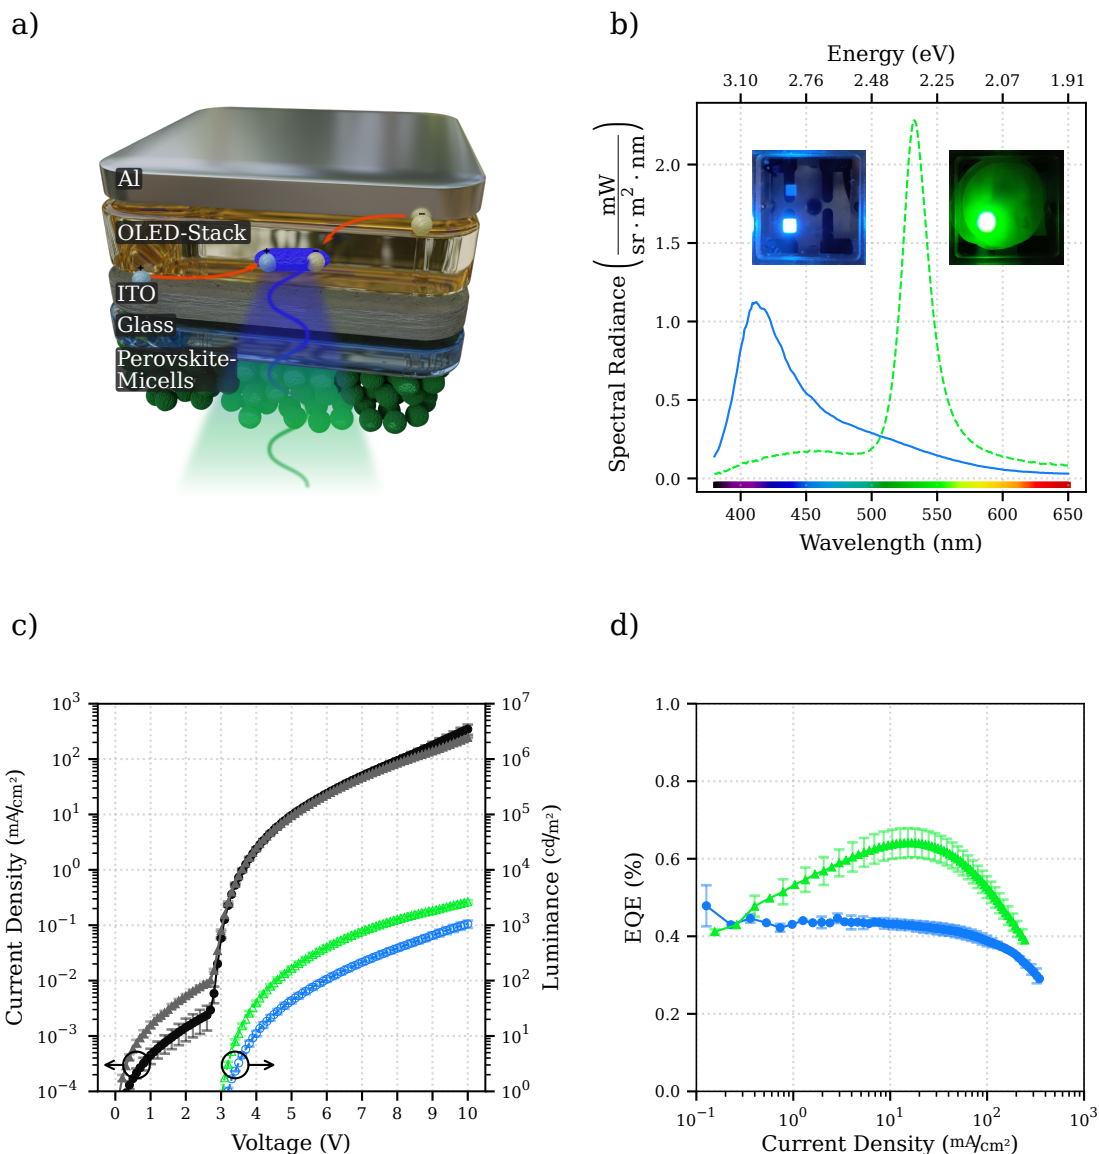 a)
Al
OLED-Stack
ITO
Glass
Perovskite-
Micells
b)
Energy (eV)
3.10 2.76 2.48 2.25 2.07 1.91
Spectral Radiance (mW / sr · m² · nm)
2.0
1.5
1.0
0.5
0.0
400 450 500 550 600 650
Wavelength (nm)
c)
Current Density (mA/cm²)
10³
10²
10¹
10⁰
10⁻¹
10⁻²
10⁻³
10⁻⁴
0 1 2 3 4 5 6 7 8 9 10
Voltage (V)
10⁷
10⁶
10⁵
10⁴
10³
10²
10¹
10⁰
Luminance (cd/m²)
d)
EQE (%)
1.0
0.8
0.6
0.4
0.2
0.0
10⁻¹ 10⁰ 10¹ 10² 10³
Current Density (mA/cm²)